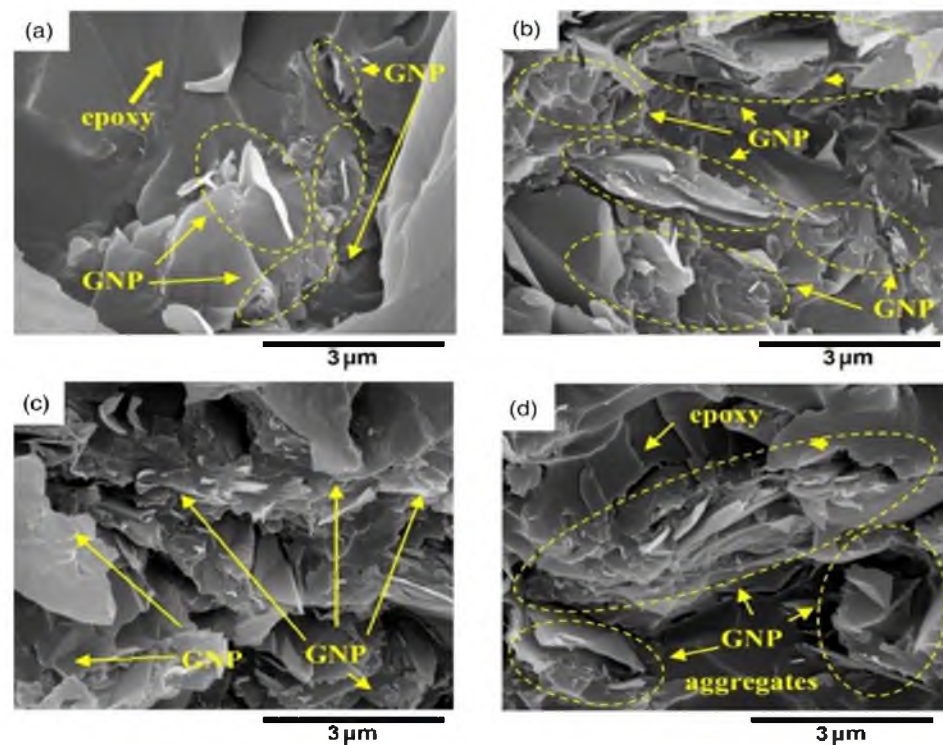 (a)
GNP
epoxy
GNP
3 µm
(b)
GNP
GNP
3 µm
(c)
GNP
GNP
3 µm
(d)
epoxy
GNP
aggregates
3 µm